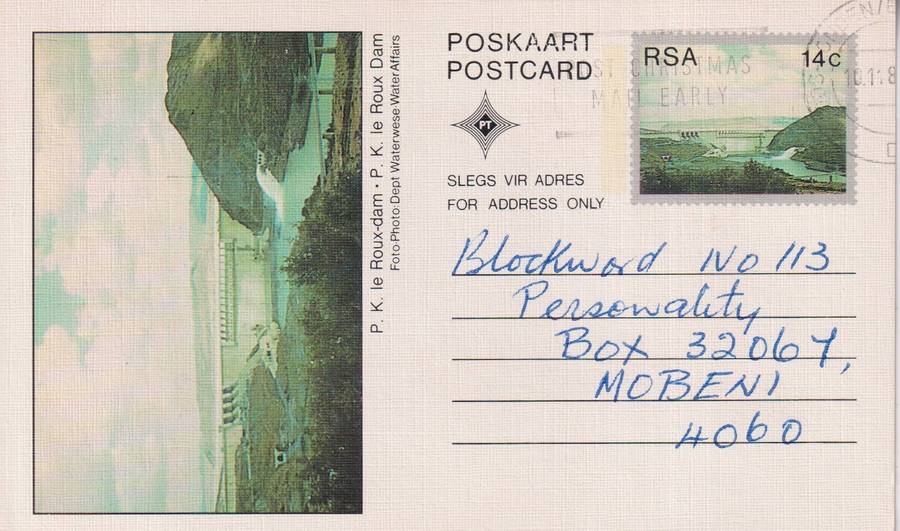 P. K. le Roux-dam · P. K. le Roux Dam
Foto·Photo:Dept Waterwese·Water Affairs
POSKAART
POSTCARD
PT
SLEGS VIR ADRES
FOR ADDRESS ONLY
RSA 14c
CHRISTMAS
MAIL EARLY
Blockword No 113
Personality
Box 32067,
MOBENI
4060